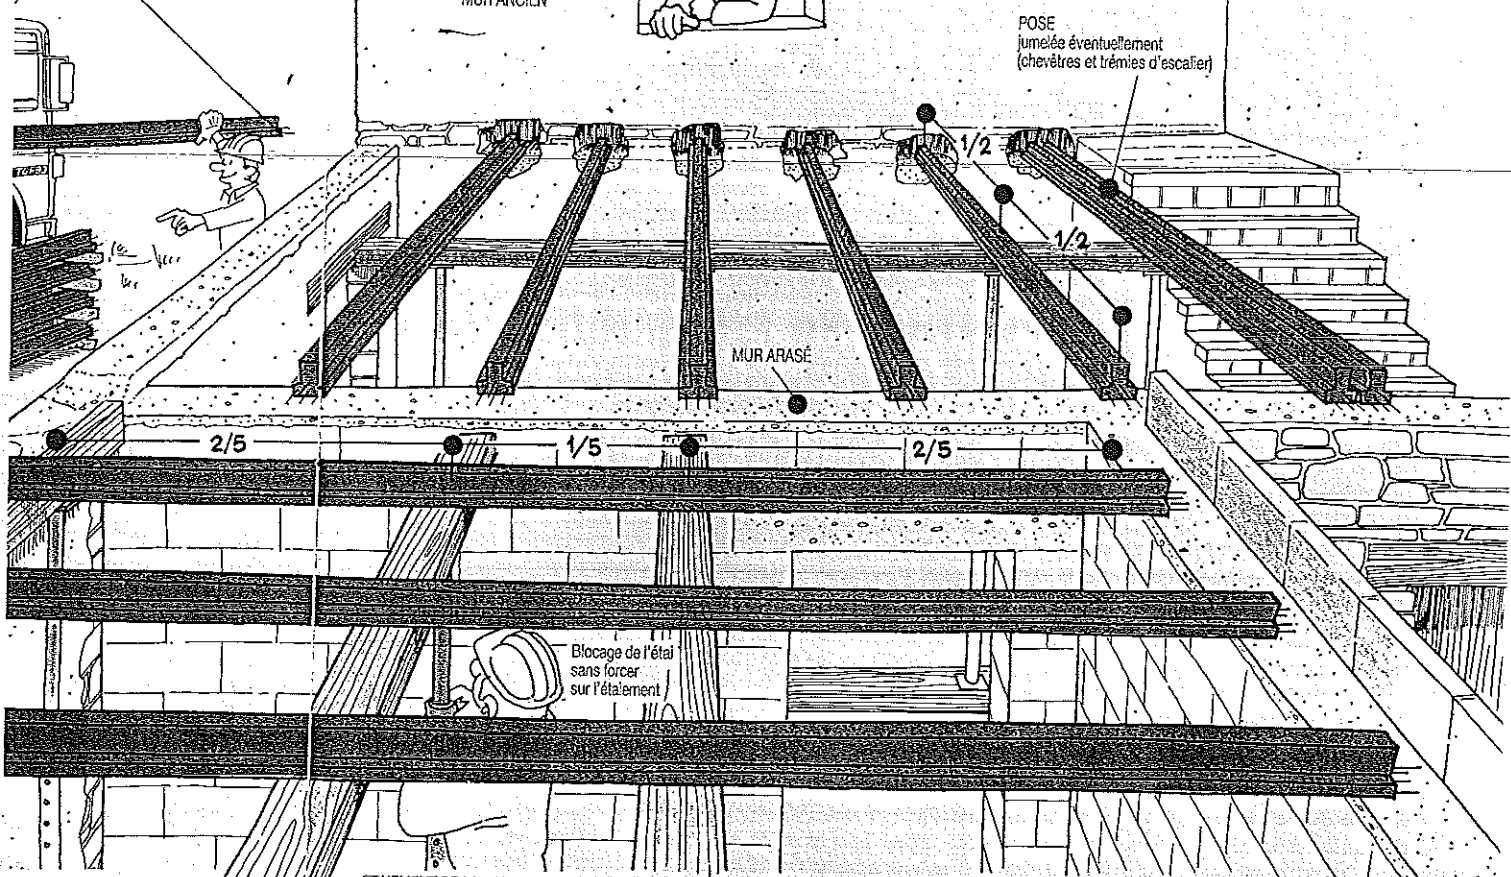 MUR ANCIEN
POSE
jumelée éventuellement
(chevêtres et trémies d'escalier)
1/2
1/2
MUR ARASÉ
2/5
1/5
2/5
Blocage de l'étai
sans forcer
sur l'étaiement